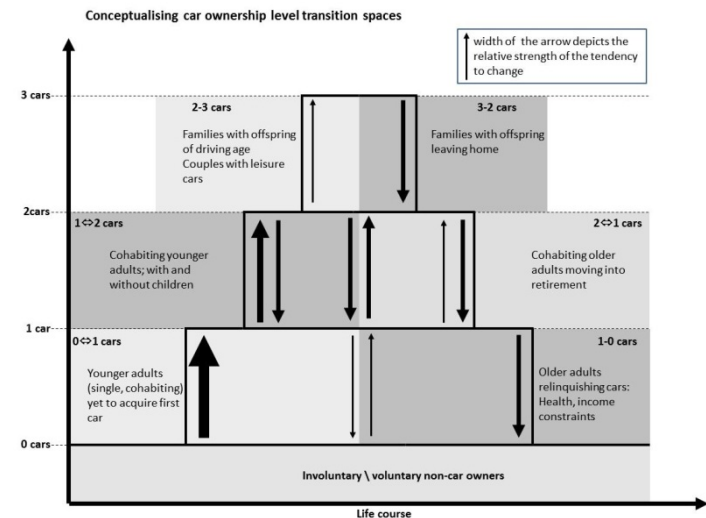 Conceptualising car ownership level transition spaces
width of the arrow depicts the
relative strength of the tendency
to change
3 cars
2-3 cars
Families with offspring
of driving age
Couples with leisure
cars
3-2 cars
Families with offspring
leaving home
2cars
1⇔2 cars
Cohabiting younger
adults; with and
without children
2⇔1 cars
Cohabiting older
adults moving into
retirement
1 car
0⇔1 cars
Younger adults
(single, cohabiting)
yet to acquire first
car
1-0 cars
Older adults
relinquishing cars:
Health, income
constraints
0 cars
Involuntary \ voluntary non-car owners
Life course